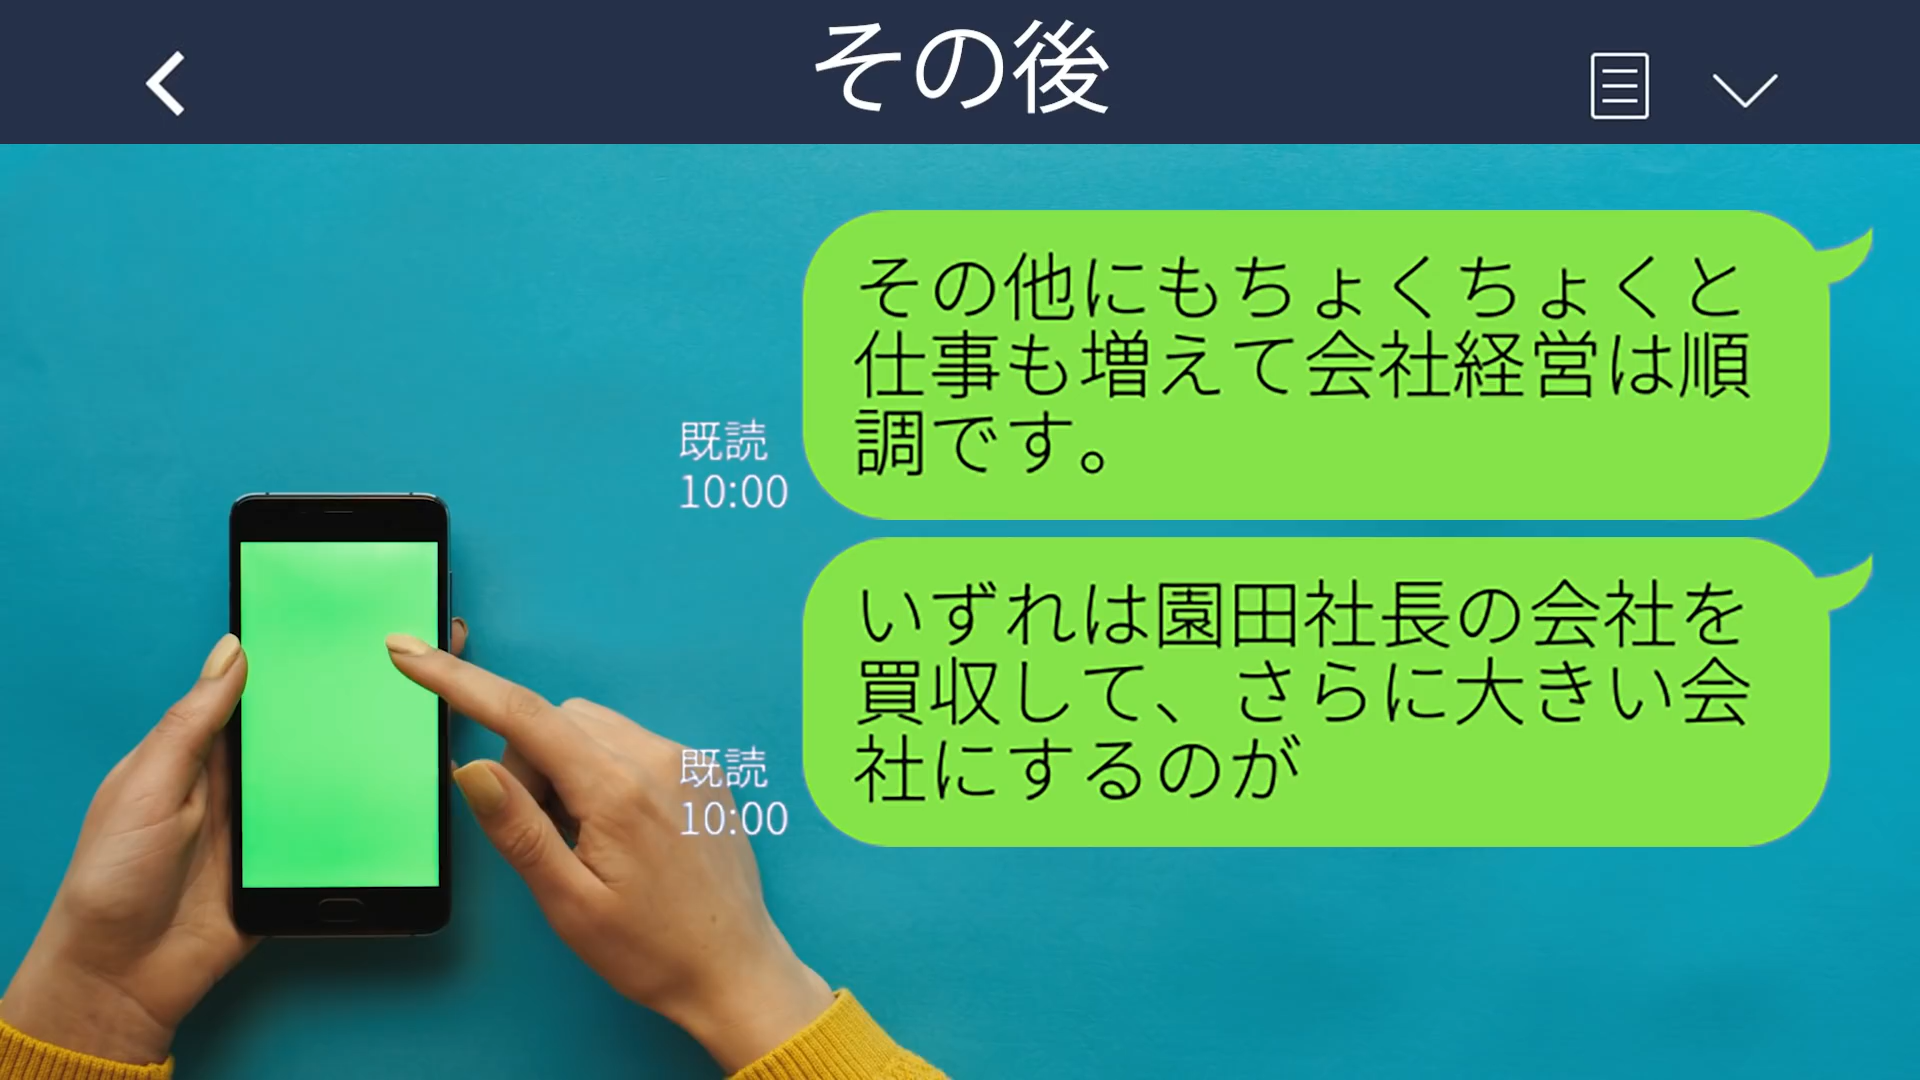 その後
その他にもちょくちょくと
仕事も増えて会社経営は順
調です。
既読
10:00
いずれは園田社長の会社を
買収して、さらに大きい会
社にするのが
既読
10:00